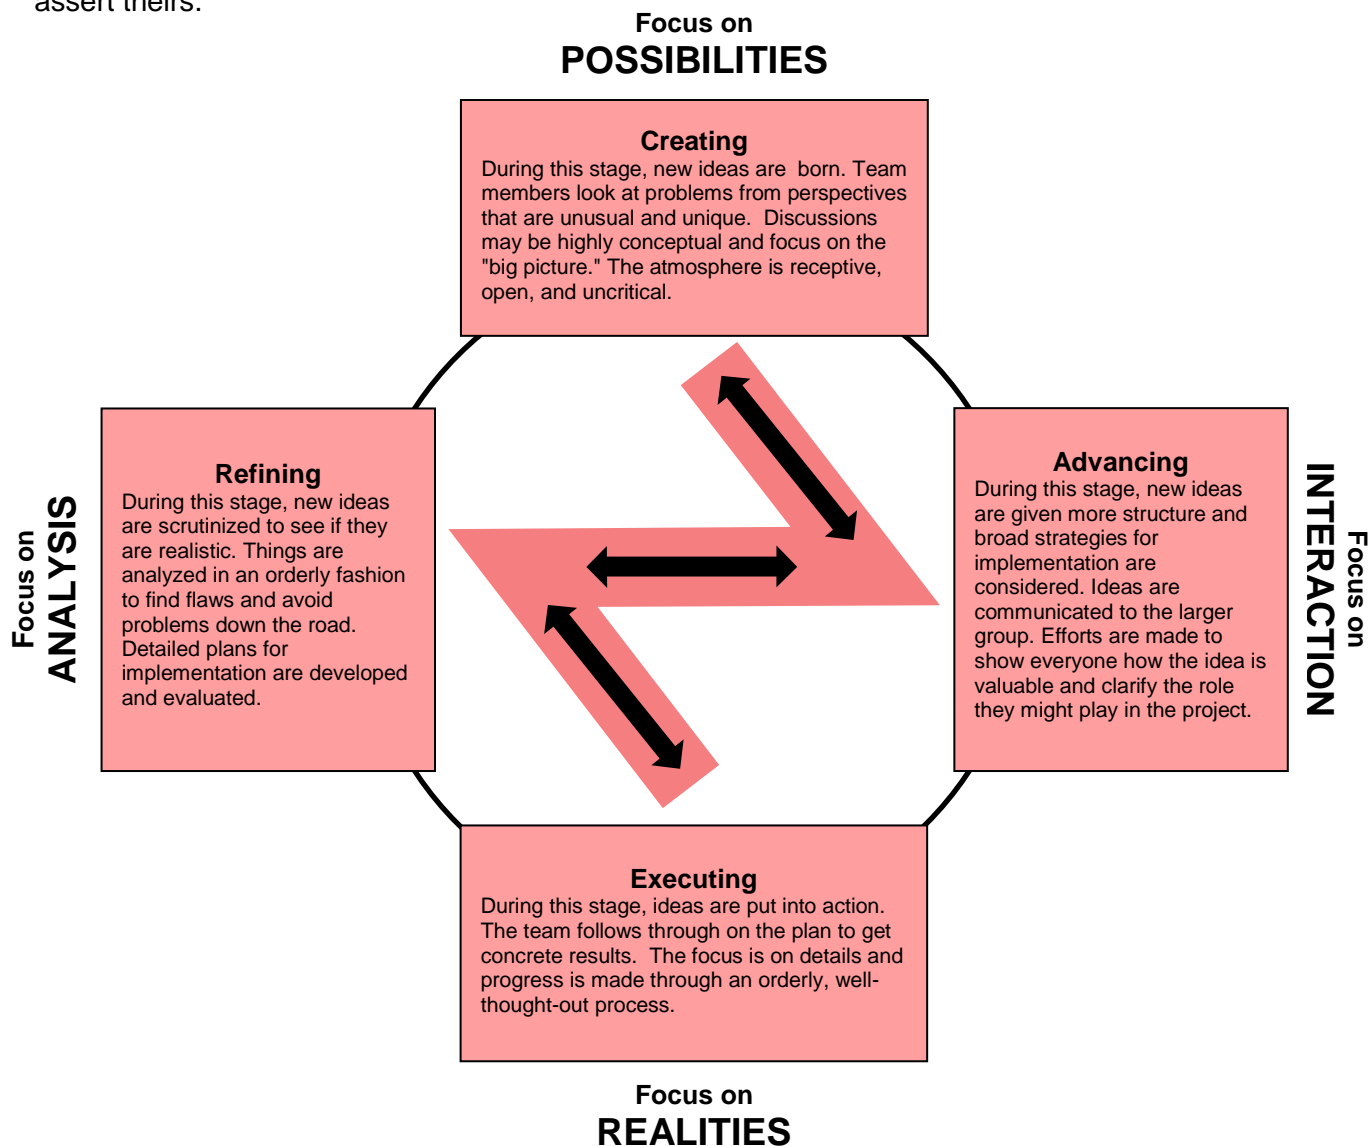 assert theirs.
Focus on
POSSIBILITIES
Creating
During this stage, new ideas are  born. Team
members look at problems from perspectives
that are unusual and unique.  Discussions
may be highly conceptual and focus on the
"big picture." The atmosphere is receptive,
open, and uncritical.
Focus on
ANALYSIS
Refining
During this stage, new ideas
are scrutinized to see if they
are realistic. Things are
analyzed in an orderly fashion
to find flaws and avoid
problems down the road.
Detailed plans for
implementation are developed
and evaluated.
Advancing
During this stage, new ideas
are given more structure and
broad strategies for
implementation are
considered. Ideas are
communicated to the larger
group. Efforts are made to
show everyone how the idea is
valuable and clarify the role
they might play in the project.
Focus on
INTERACTION
Executing
During this stage, ideas are put into action.
The team follows through on the plan to get
concrete results.  The focus is on details and
progress is made through an orderly, well-
thought-out process.
Focus on
REALITIES